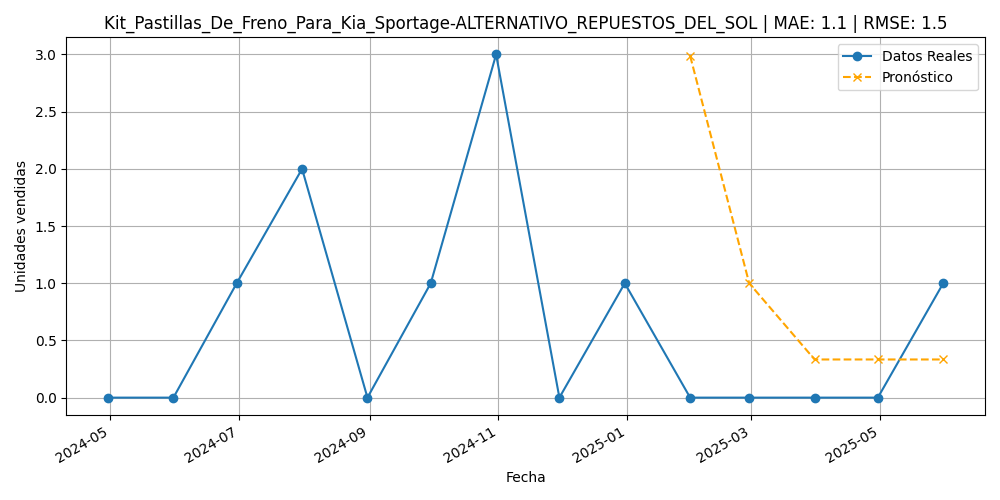 Kit_Pastillas_De_Freno_Para_Kia_Sportage-ALTERNATIVO_REPUESTOS_DEL_SOL | MAE: 1.1 | RMSE: 1.5
Datos Reales
Pronóstico
Unidades vendidas
3.0
2.5
2.0
1.5
1.0
0.5
0.0
2024-05
2024-07
2024-09
2024-11
2025-01
2025-03
2025-05
Fecha